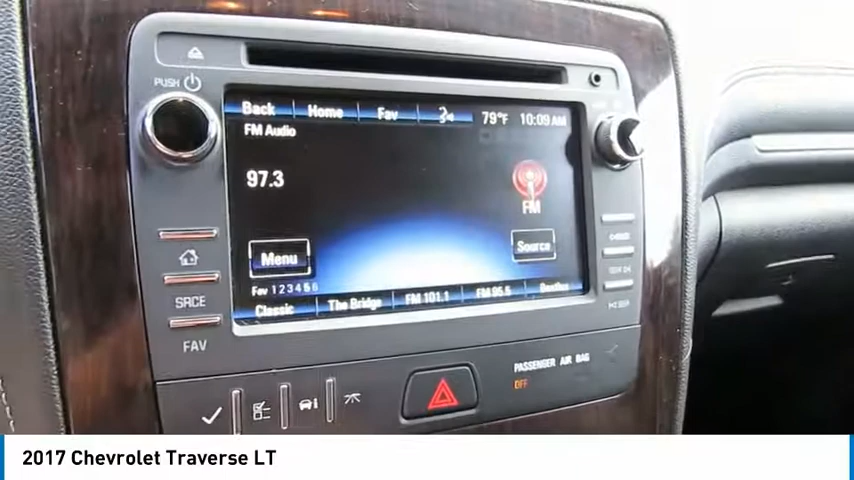 PUSH
Back Home Fav 79°F 10:09 AM
FM Audio
97.3
FM
Menu
Source
Fav 1 2 3 4 5 6
Classic The Bridge FM 101.1 FM 95.5 Beatles
SRCE
FAV
PASSENGER AIR BAG
OFF
2017 Chevrolet Traverse LT